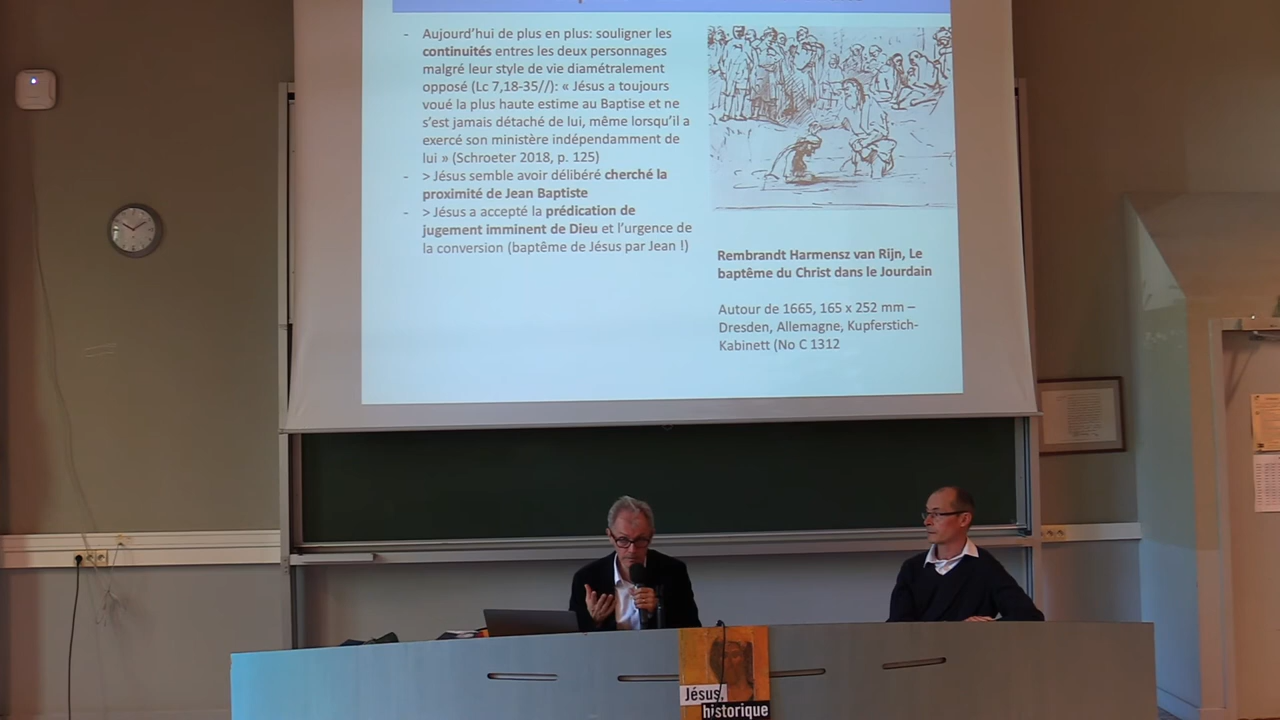 - Aujourd'hui de plus en plus: souligner les
continuités entres les deux personnages
malgré leur style de vie diamétralement
opposé (Lc 7,18-35//): « Jésus a toujours
voué la plus haute estime au Baptise et ne
s'est jamais détaché de lui, même lorsqu'il a
exercé son ministère indépendamment de
lui » (Schroeter 2018, p. 125)
- > Jésus semble avoir délibéré cherché la
proximité de Jean Baptiste
- > Jésus a accepté la prédication de
jugement imminent de Dieu et l'urgence de
la conversion (baptême de Jésus par Jean !)
Rembrandt Harmensz van Rijn, Le
baptême du Christ dans le Jourdain
Autour de 1665, 165 x 252 mm –
Dresden, Allemagne, Kupferstich-
Kabinett (No C 1312
Jésus,
historique